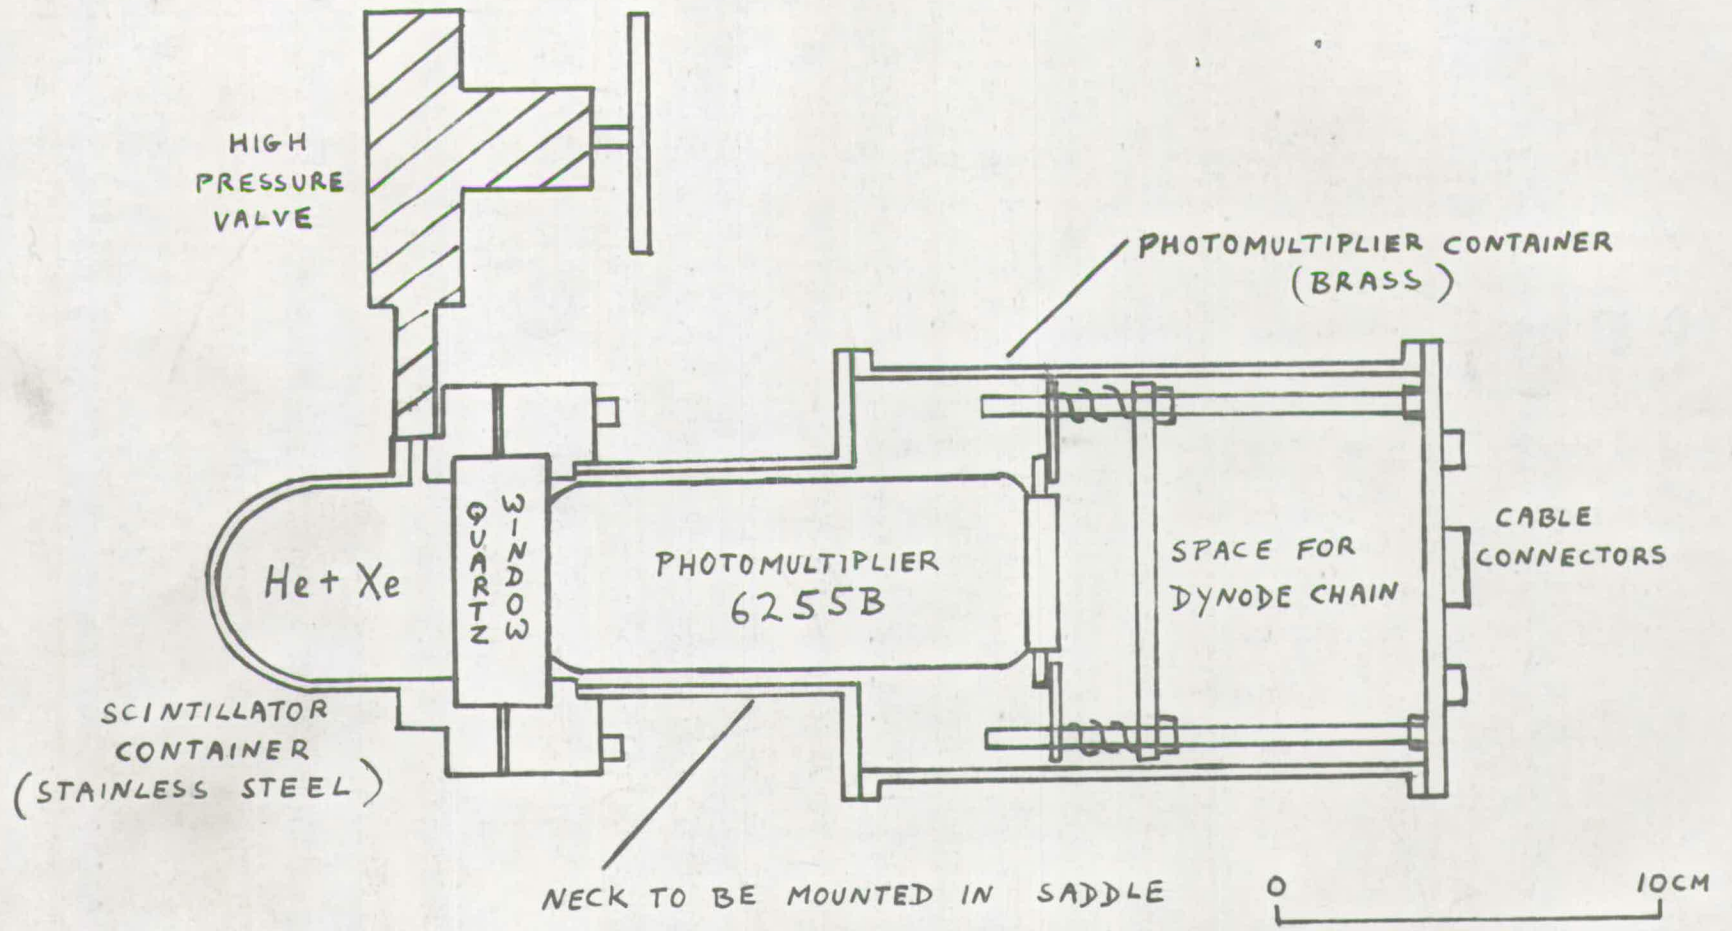 HIGH
PRESSURE
VALVE
PHOTOMULTIPLIER CONTAINER
(BRASS)
He + Xe
QUARTZ
WINDOW
PHOTOMULTIPLIER
6255B
SPACE FOR
DYNODE CHAIN
CABLE
CONNECTORS
SCINTILLATOR
CONTAINER
(STAINLESS STEEL)
NECK TO BE MOUNTED IN SADDLE
0 10CM